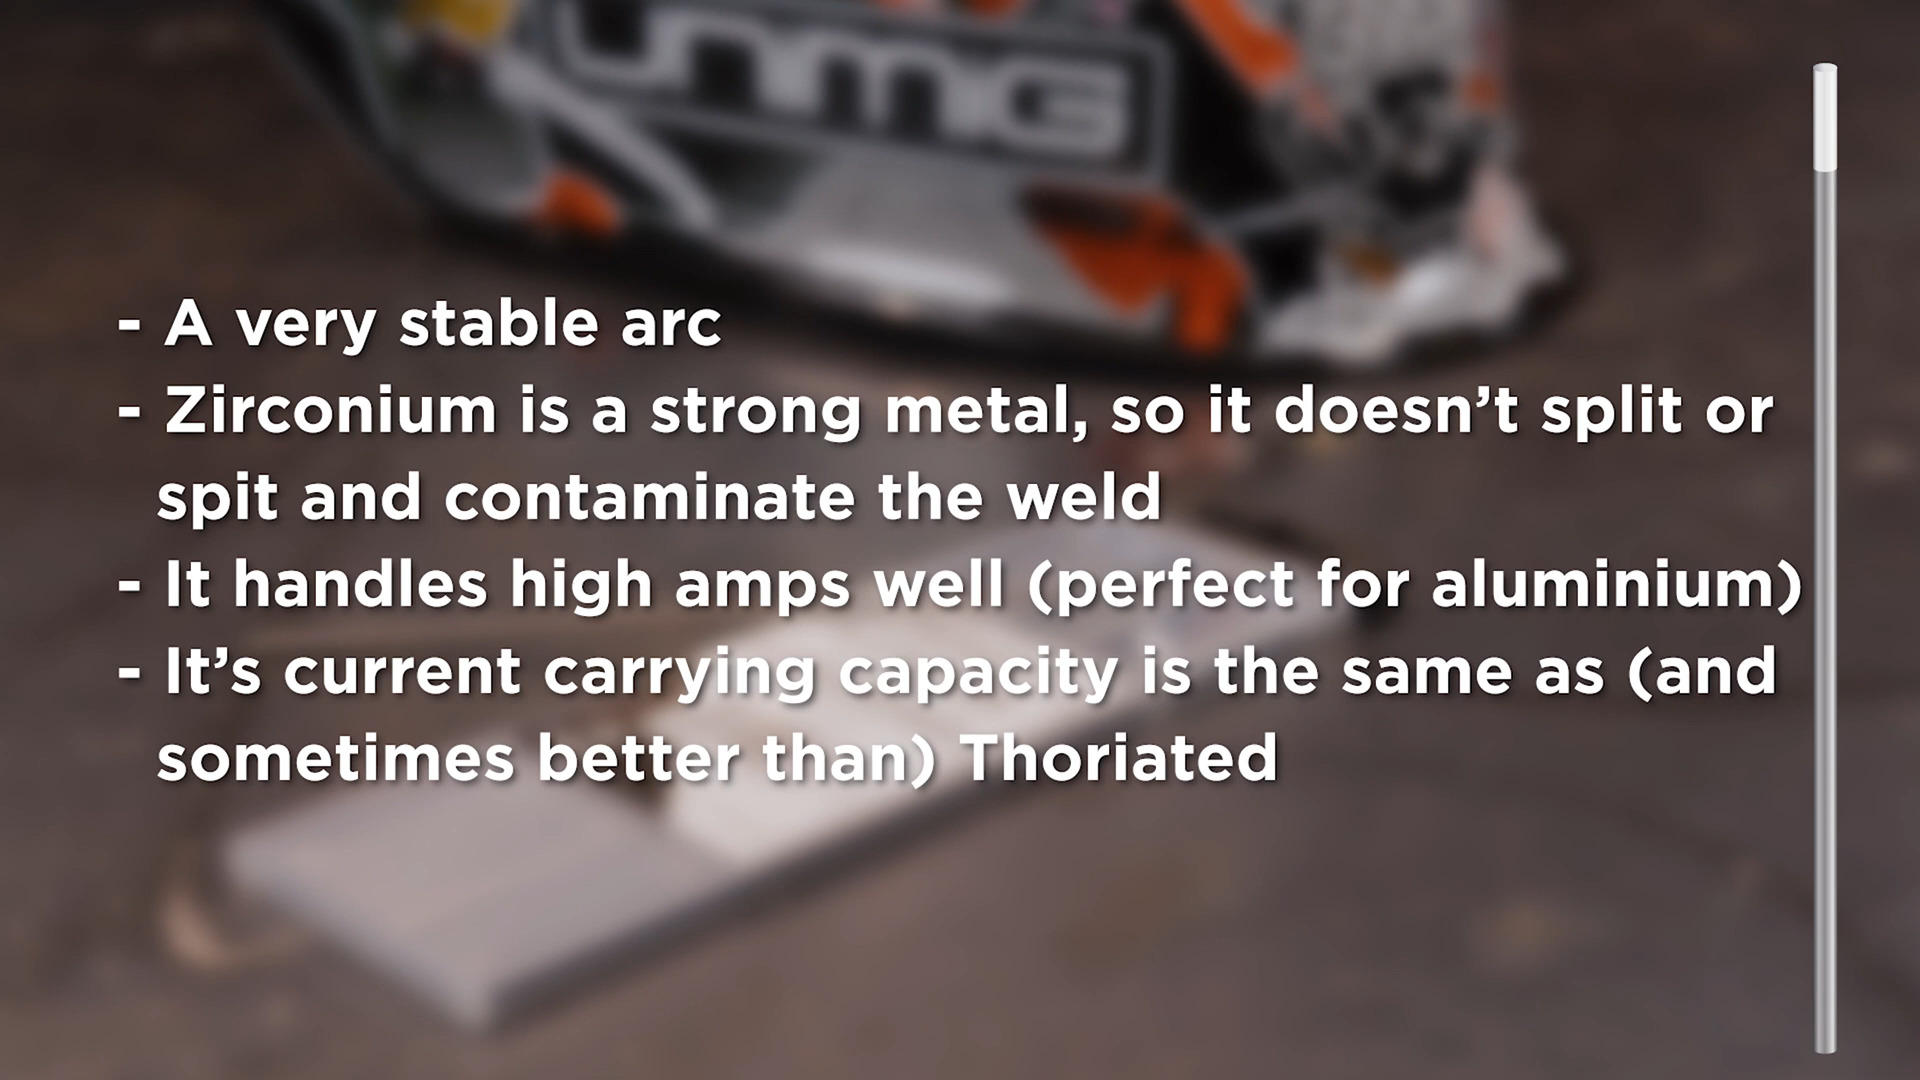 UNIMIG
- A very stable arc
- Zirconium is a strong metal, so it doesn’t split or
spit and contaminate the weld
- It handles high amps well (perfect for aluminium)
- It’s current carrying capacity is the same as (and
sometimes better than) Thoriated